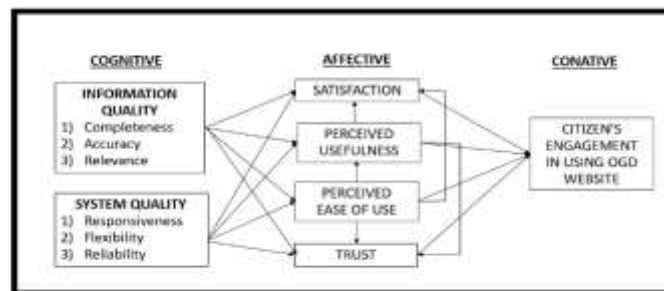 COGNITIVE
INFORMATION
QUALITY
1) Completeness
2) Accuracy
3) Relevance
SYSTEM QUALITY
1) Responsiveness
2) Flexibility
3) Reliability
AFFECTIVE
SATISFACTION
PERCEIVED
USEFULNESS
PERCEIVED
EASE OF USE
TRUST
CONATIVE
CITIZEN'S
ENGAGEMENT
IN USING OGD
WEBSITE